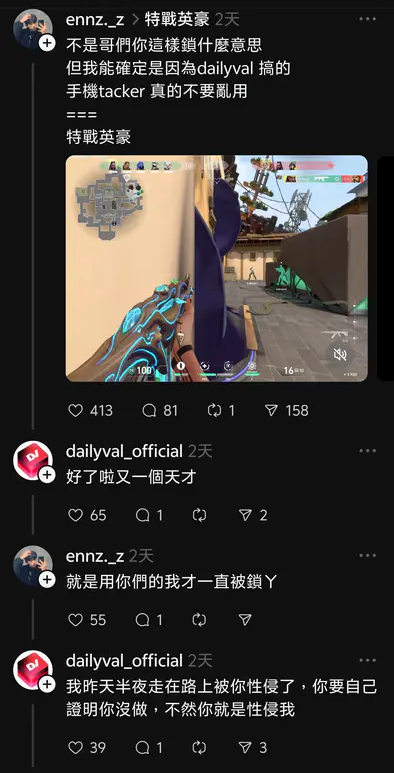 ennz._z > 特戰英豪 2天
不是哥們你這樣鎖什麼意思
但我能確定是因為dailyval 搞的
手機tacker 真的不要亂用
===
特戰英豪
100
16
413 81 1 158
dailyval_official 2天
好了啦又一個天才
65 1 2
ennz._z 2天
就是用你們的我才一直被鎖丫
55 1
dailyval_official 2天
我昨天半夜走在路上被你性侵了，你要自己
證明你沒做，不然你就是性侵我
39 1 3